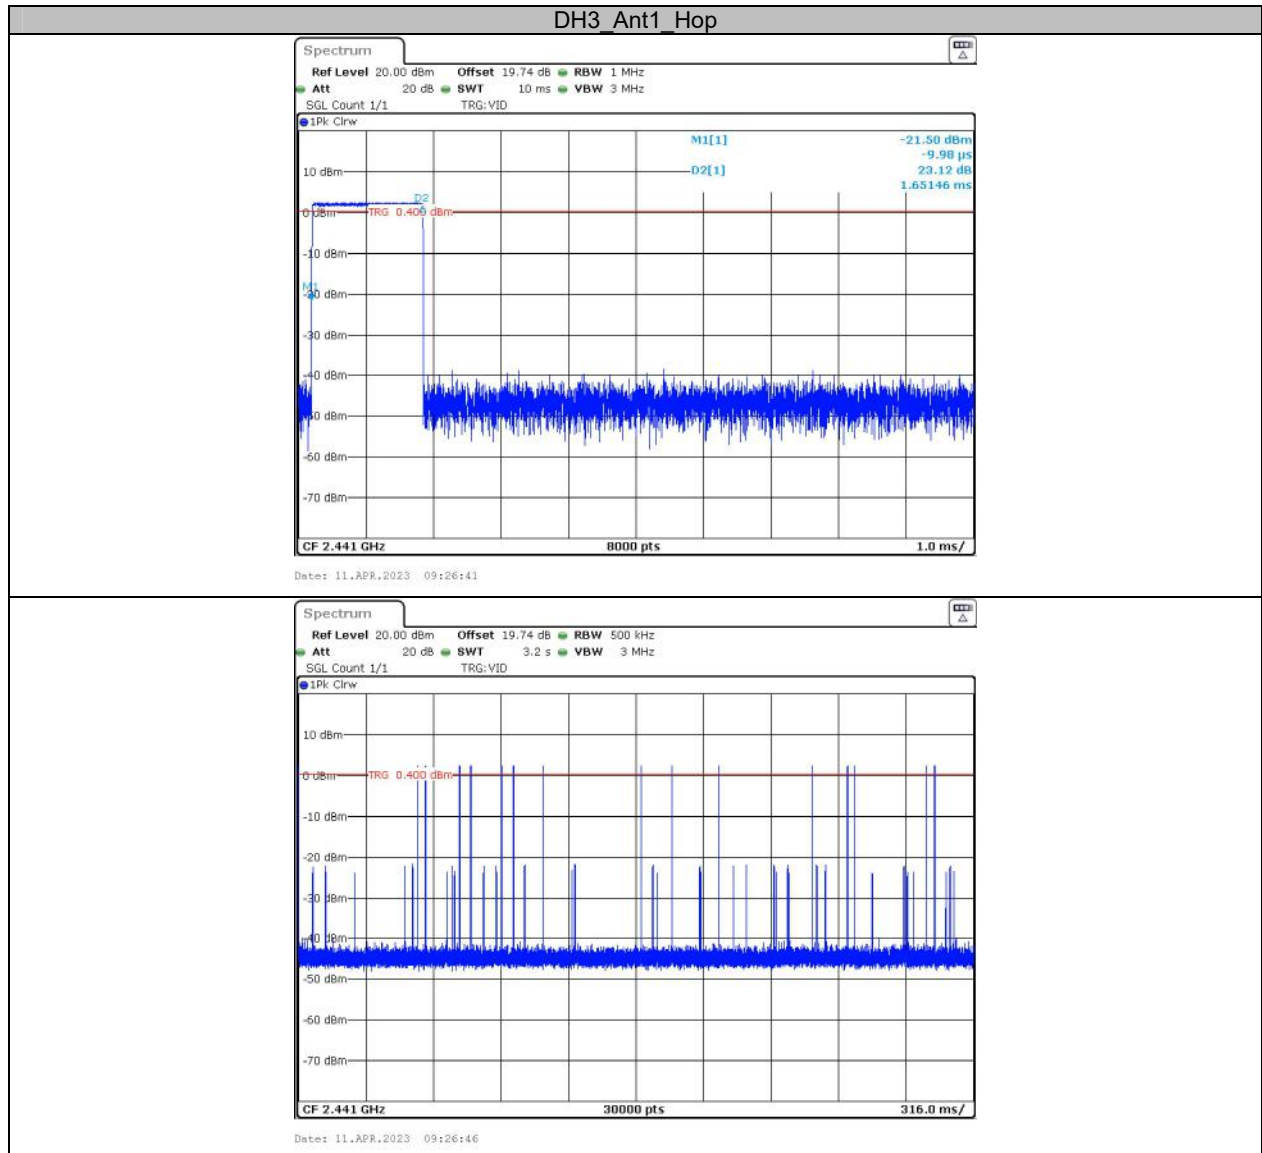 DH3_Ant1_Hop
Spectrum
Ref Level 20.00 dBm Offset 19.74 dB RBW 1 MHz
Att 20 dB SWT 10 ms VBW 3 MHz
SGL Count 1/1 TRG:VID
1Pk Clrw
M1[1] -21.50 dBm
-9.98 µs
10 dBm D2[1] 23.12 dB
1.65146 ms
D2
0 dBm TRG 0.400 dBm
-10 dBm
M1
-20 dBm
-30 dBm
-40 dBm
-50 dBm
-60 dBm
-70 dBm
CF 2.441 GHz 8000 pts 1.0 ms/
Date: 11.APR.2023 09:26:41
Spectrum
Ref Level 20.00 dBm Offset 19.74 dB RBW 500 kHz
Att 20 dB SWT 3.2 s VBW 3 MHz
SGL Count 1/1 TRG:VID
1Pk Clrw
10 dBm
0 dBm TRG 0.400 dBm
-10 dBm
-20 dBm
-30 dBm
-40 dBm
-50 dBm
-60 dBm
-70 dBm
CF 2.441 GHz 30000 pts 316.0 ms/
Date: 11.APR.2023 09:26:46